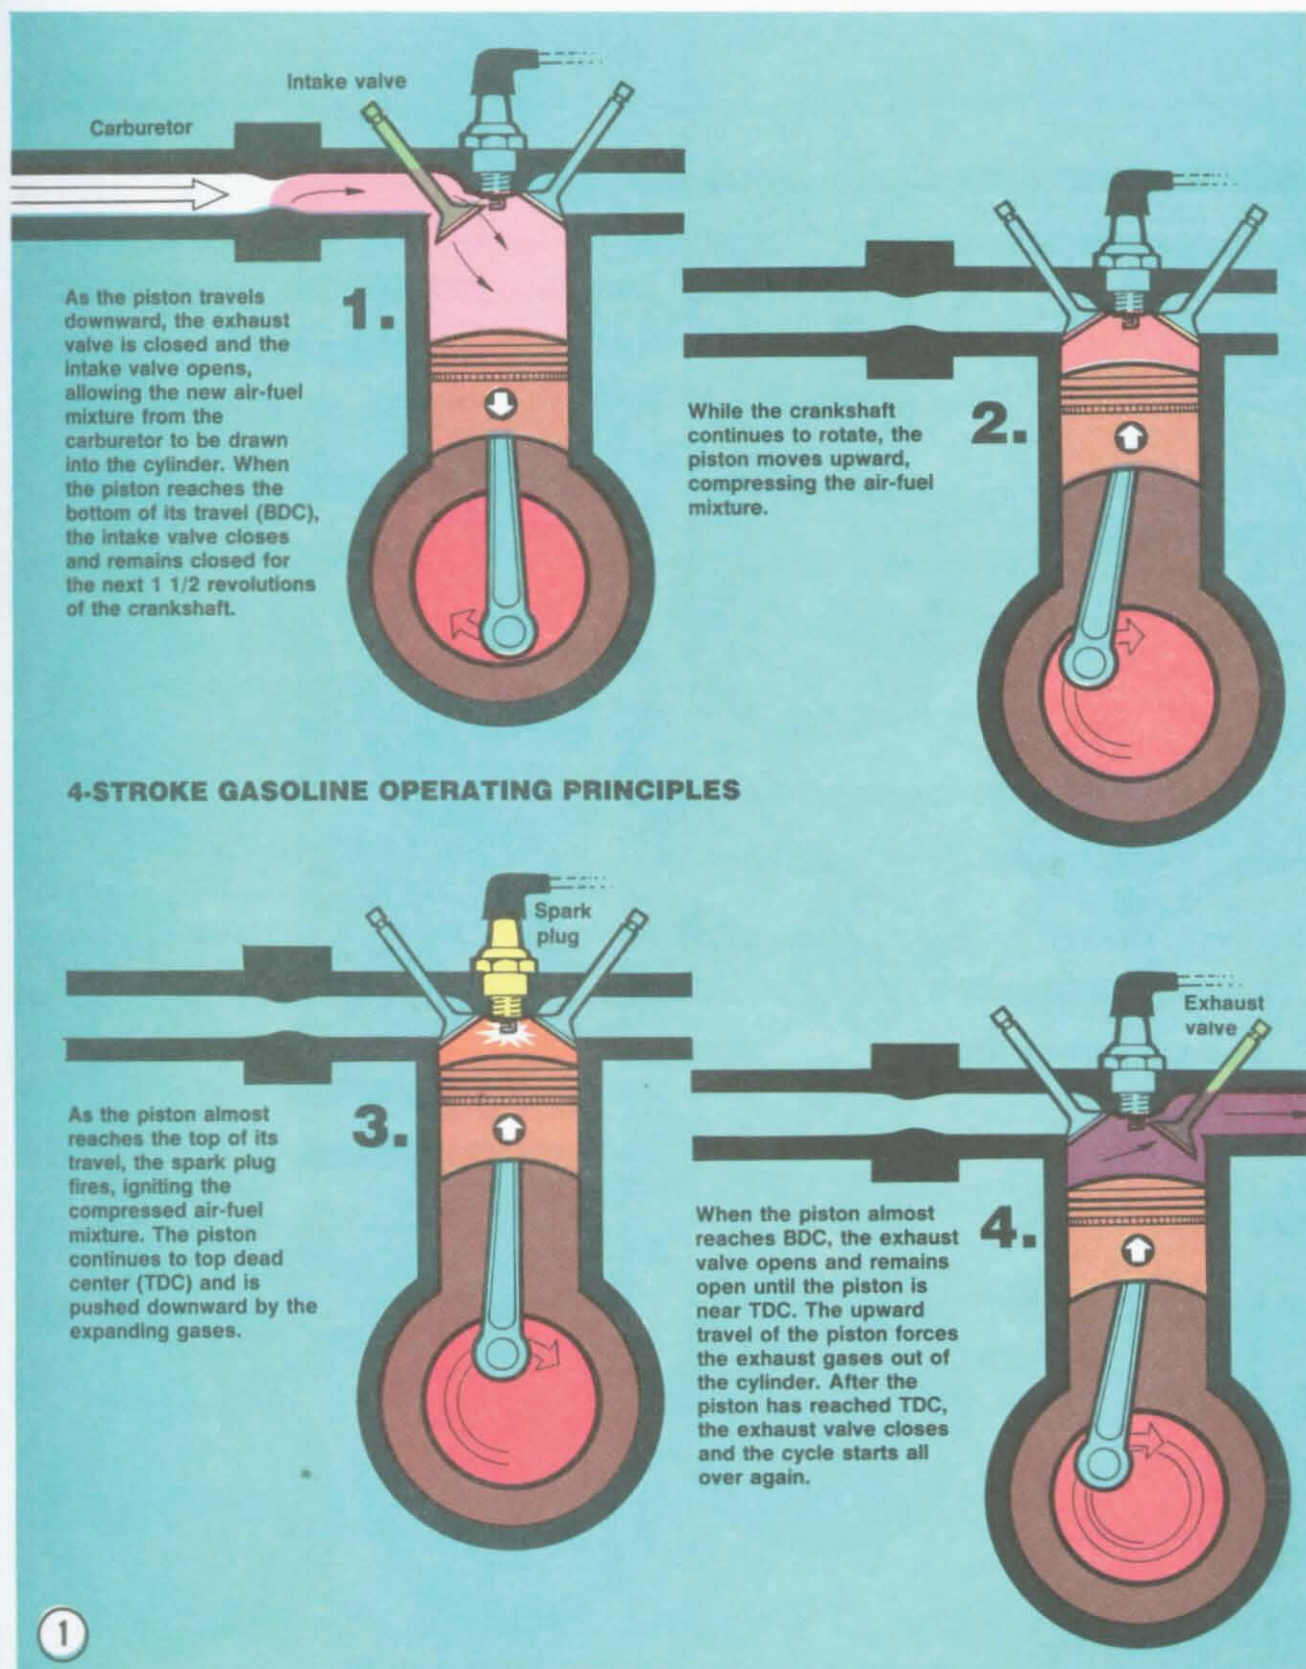 Intake valve
Carburetor
1.
As the piston travels
downward, the exhaust
valve is closed and the
intake valve opens,
allowing the new air-fuel
mixture from the
carburetor to be drawn
into the cylinder. When
the piston reaches the
bottom of its travel (BDC),
the intake valve closes
and remains closed for
the next 1 1/2 revolutions
of the crankshaft.
2.
While the crankshaft
continues to rotate, the
piston moves upward,
compressing the air-fuel
mixture.
4-STROKE GASOLINE OPERATING PRINCIPLES
Spark
plug
3.
As the piston almost
reaches the top of its
travel, the spark plug
fires, igniting the
compressed air-fuel
mixture. The piston
continues to top dead
center (TDC) and is
pushed downward by the
expanding gases.
Exhaust
valve
4.
When the piston almost
reaches BDC, the exhaust
valve opens and remains
open until the piston is
near TDC. The upward
travel of the piston forces
the exhaust gases out of
the cylinder. After the
piston has reached TDC,
the exhaust valve closes
and the cycle starts all
over again.
1